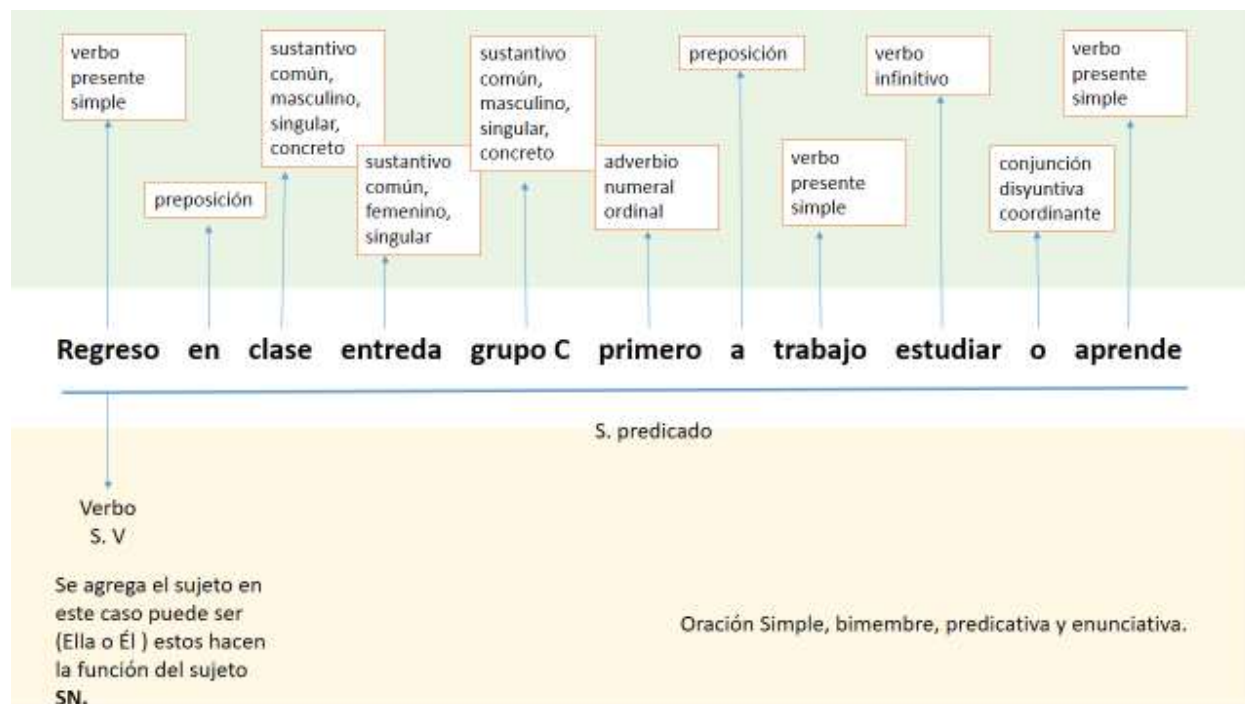 verbo
presente
simple
preposición
sustantivo
común,
masculino,
singular,
concreto
sustantivo
común,
femenino,
singular
sustantivo
común,
masculino,
singular,
concreto
adverbio
numeral
ordinal
preposición
verbo
presente
simple
verbo
infinitivo
conjunción
disyuntiva
coordinante
verbo
presente
simple
Regreso en clase entreda grupo C primero a trabajo estudiar o aprende
S. predicado
Verbo
S. V
Se agrega el sujeto en
este caso puede ser
(Ella o Él ) estos hacen
la función del sujeto
SN.
Oración Simple, bimembre, predicativa y enunciativa.